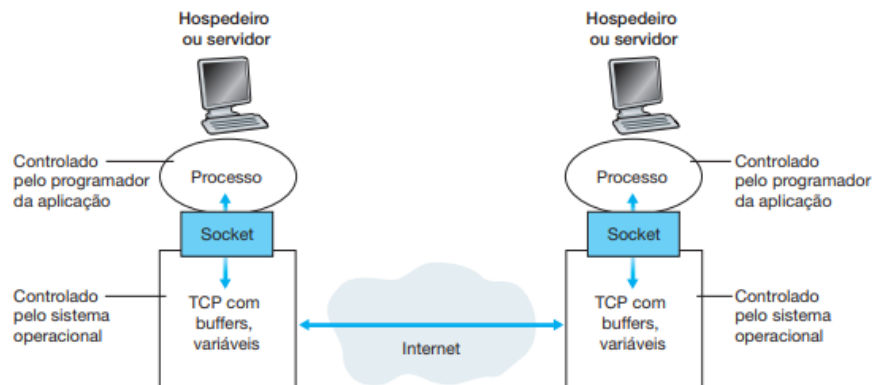 Hospedeiro
ou servidor
Hospedeiro
ou servidor
Controlado
pelo programador
da aplicação
Processo
Processo
Controlado
pelo programador
da aplicação
Socket
Socket
Controlado
pelo sistema
operacional
TCP com
buffers,
variáveis
Internet
TCP com
buffers,
variáveis
Controlado
pelo sistema
operacional